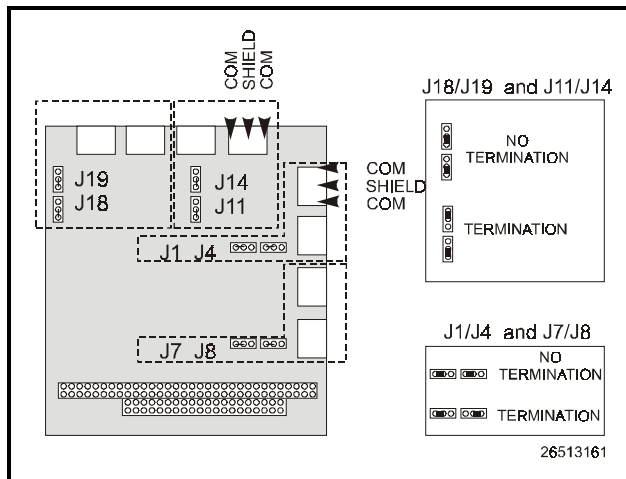 COM
SHIELD
COM
J19
J18
J14
J11
COM
SHIELD
COM
J1 J4
J7 J8
J18/J19 and J11/J14
NO
TERMINATION
TERMINATION
J1/J4 and J7/J8
NO
TERMINATION
TERMINATION
26513161